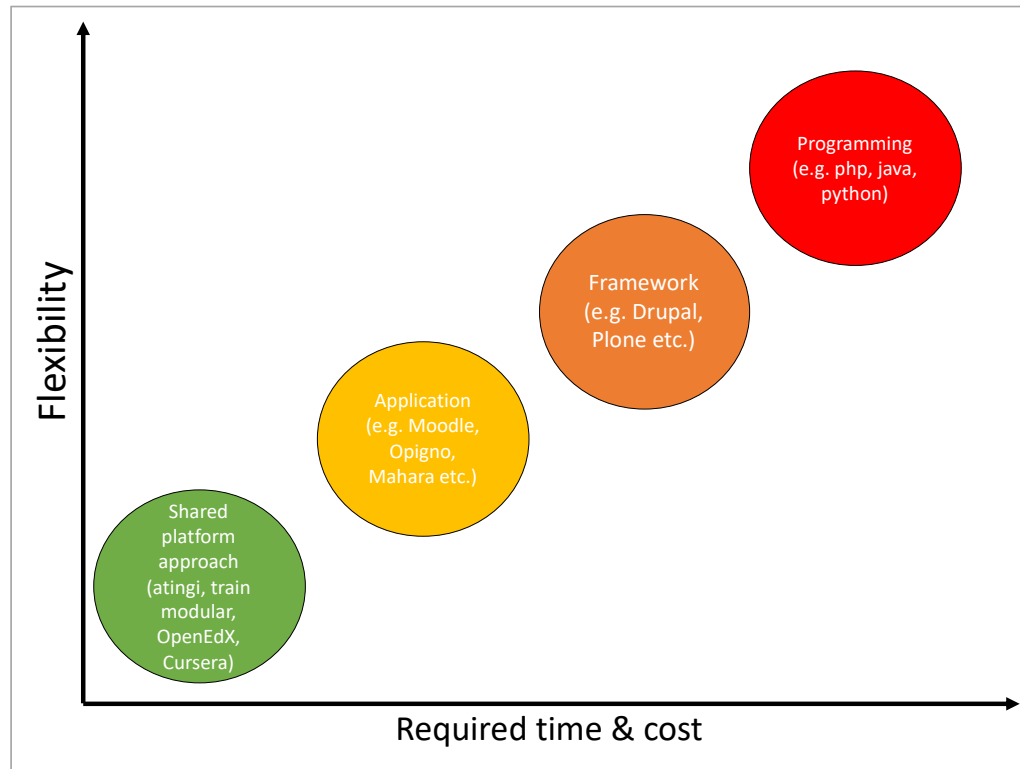 Flexibility
Programming
(e.g. php, java,
python)
Framework
(e.g. Drupal,
Plone etc.)
Application
(e.g. Moodle,
Opigno,
Mahara etc.)
Shared
platform
approach
(atingi, train
modular,
OpenEdX,
Cursera)
Required time & cost